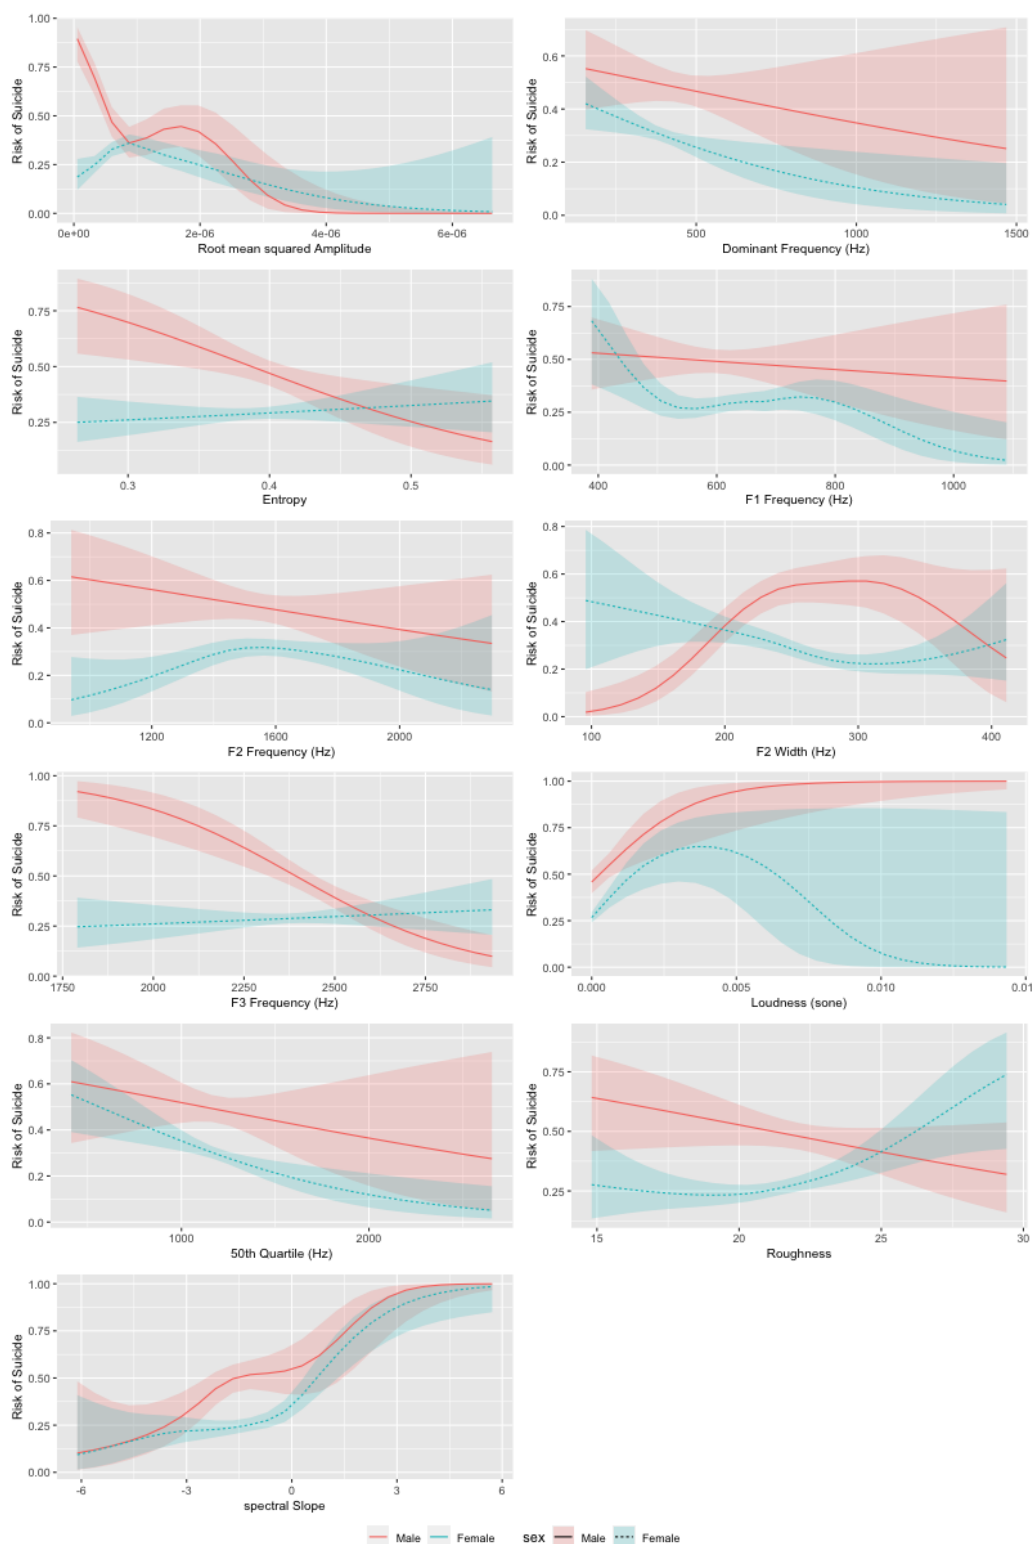 1.00
0.75
0.50
0.25
0.00
Risk of Suicide
0e+00 2e-06 4e-06 6e-06
Root mean squared Amplitude
0.6
0.4
0.2
0.0
Risk of Suicide
500 1000 1500
Dominant Frequency (Hz)
0.75
0.50
0.25
Risk of Suicide
0.3 0.4 0.5
Entropy
0.75
0.50
0.25
0.00
Risk of Suicide
400 600 800 1000
F1 Frequency (Hz)
0.8
0.6
0.4
0.2
0.0
Risk of Suicide
1200 1600 2000
F2 Frequency (Hz)
0.8
0.6
0.4
0.2
0.0
Risk of Suicide
100 200 300 400
F2 Width (Hz)
1.00
0.75
0.50
0.25
0.00
Risk of Suicide
1750 2000 2250 2500 2750
F3 Frequency (Hz)
1.00
0.75
0.50
0.25
0.00
Risk of Suicide
0.000 0.005 0.010 0.01
Loudness (sone)
0.8
0.6
0.4
0.2
0.0
Risk of Suicide
1000 2000
50th Quartile (Hz)
0.75
0.50
0.25
Risk of Suicide
15 20 25 30
Roughness
1.00
0.75
0.50
0.25
0.00
Risk of Suicide
-6 -3 0 3 6
spectral Slope
Male Female sex Male Female